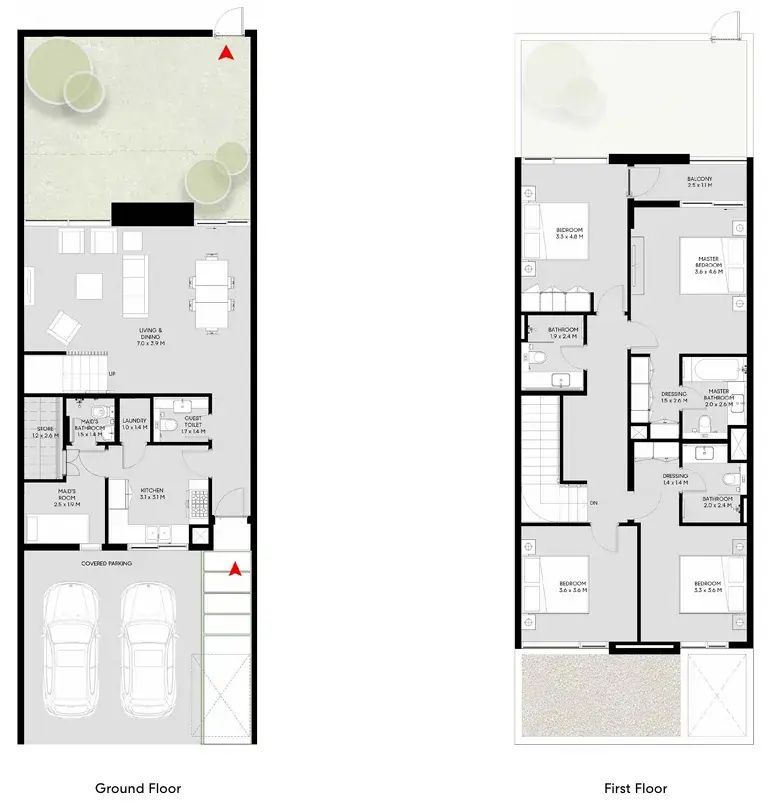 LIVING &
DINING
7.0 x 3.9 M
UP
STORE
1.2 x 2.6 M
MAID'S
BATHROOM
1.5 x 1.4 M
LAUNDRY
1.0 x 1.4 M
GUEST
TOILET
1.7 x 1.4 M
MAID'S
ROOM
2.5 x 1.9 M
KITCHEN
3.1 x 3.1 M
COVERED PARKING
Ground Floor
BALCONY
2.5 x 1.1 M
BEDROOM
3.3 x 4.8 M
MASTER
BEDROOM
3.6 x 4.6 M
BATHROOM
1.9 x 2.4 M
DRESSING
1.5 x 2.6 M
MASTER
BATHROOM
2.0 x 2.6 M
DRESSING
1.4 x 1.4 M
BATHROOM
2.0 x 2.4 M
DN
BEDROOM
3.6 x 3.6 M
BEDROOM
3.3 x 3.6 M
First Floor